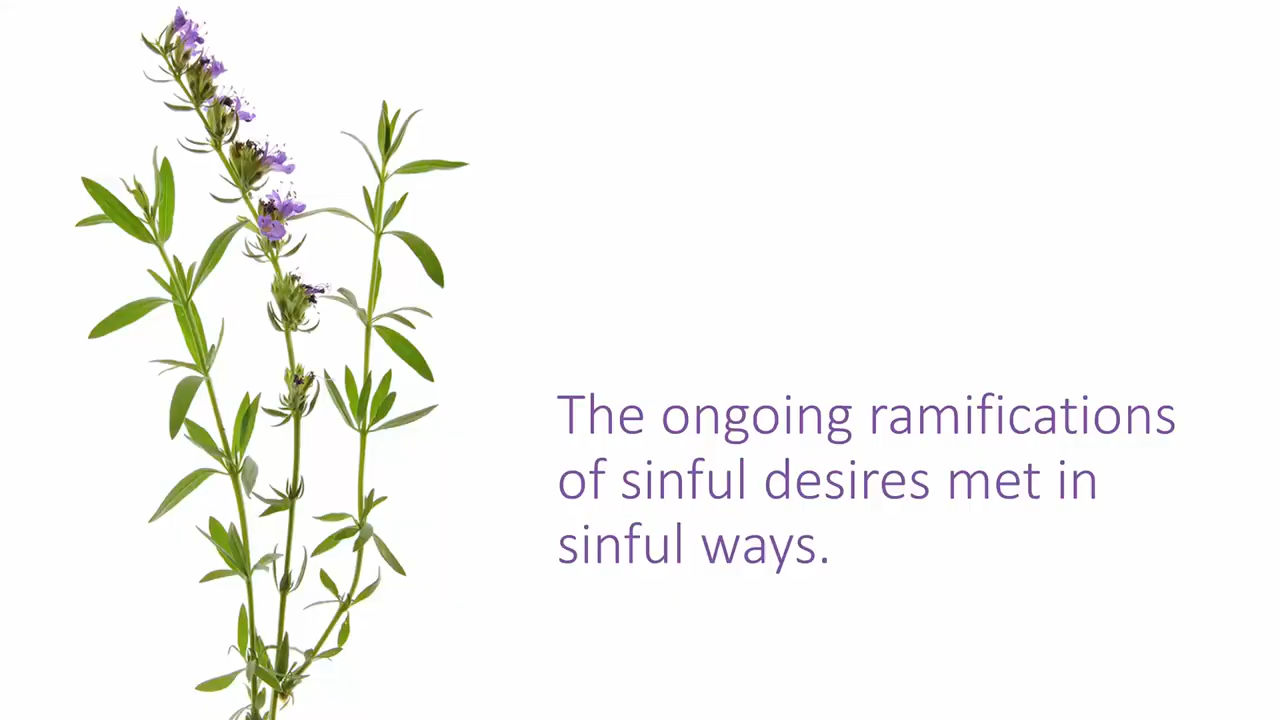 The ongoing ramifications
of sinful desires met in
sinful ways.